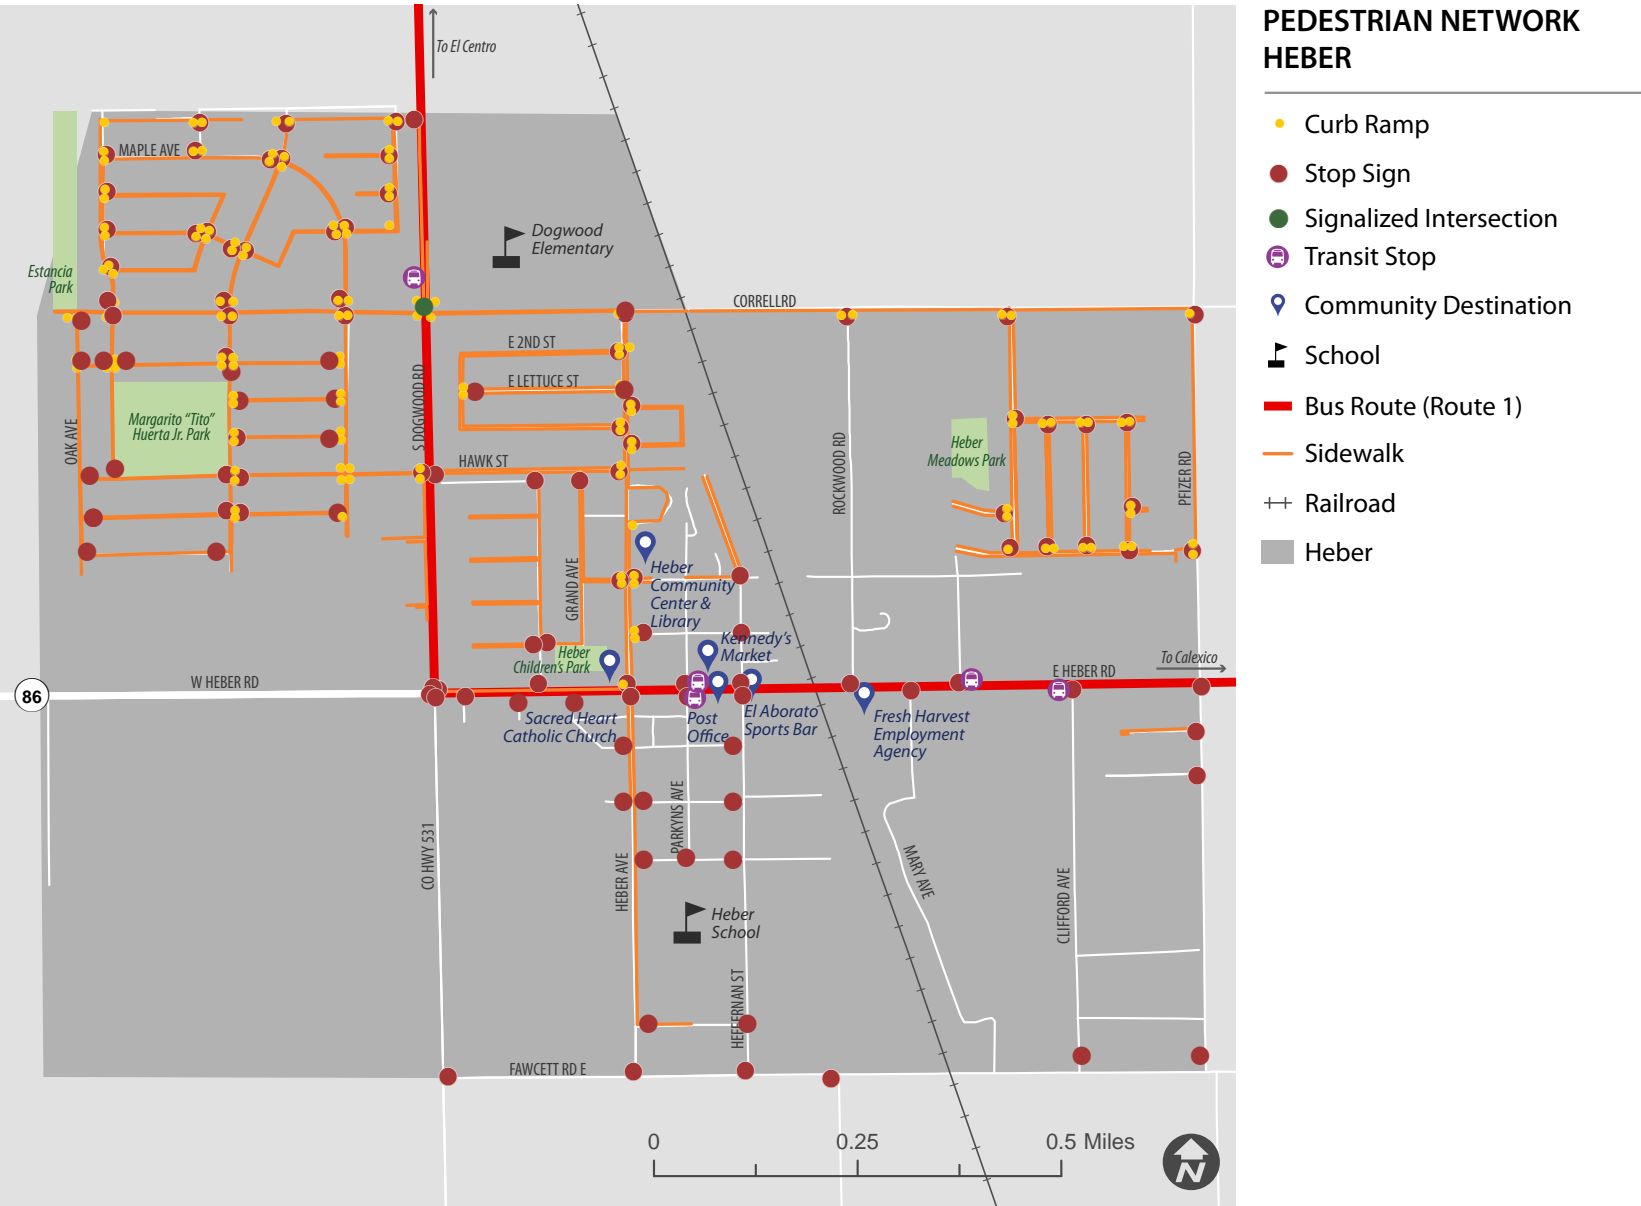 PEDESTRIAN NETWORK
HEBER
Curb Ramp
Stop Sign
Signalized Intersection
Transit Stop
Community Destination
School
Bus Route (Route 1)
Sidewalk
Railroad
Heber
To El Centro
MAPLE AVE
Dogwood
Elementary
Estancia
Park
CORRELLRD
E 2ND ST
E LETTUCE ST
S DOGWOOD RD
Margarito "Tito"
Huerta Jr. Park
OAK AVE
HAWK ST
ROCKWOOD RD
Heber
Meadows Park
PFIZER RD
GRAND AVE
Heber
Community
Center &
Library
Kennedy's
Market
Heber
Children's Park
To Calexico
E HEBER RD
W HEBER RD
86
Sacred Heart
Catholic Church
Post
Office
El Aborato
Sports Bar
Fresh Harvest
Employment
Agency
CO HWY 531
HEBER AVE
PARKYNS AVE
MARY AVE
CLIFFORD AVE
Heber
School
HEFFERNAN ST
FAWCETT RD E
0
0.25
0.5 Miles
N